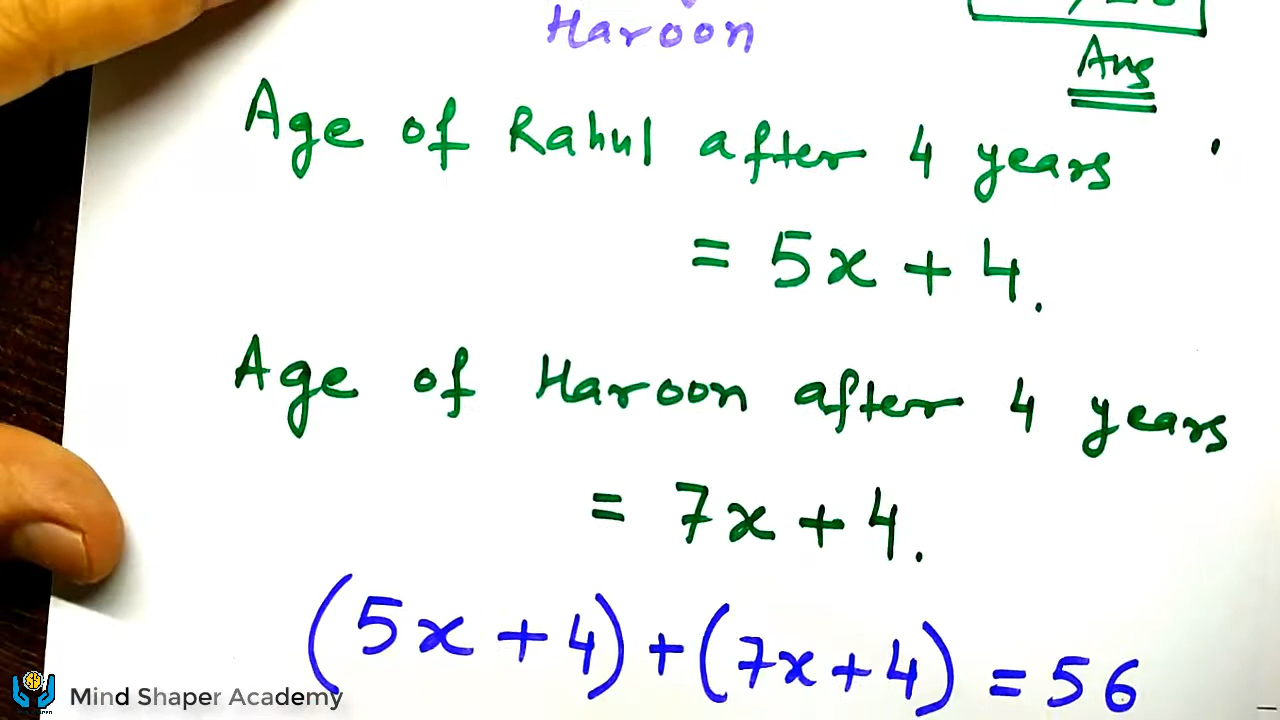 Haroon
Ans
Age of Rahul after 4 years
= 5x + 4.
Age of Haroon after 4 years
= 7x + 4.
(5x + 4) + (7x + 4) = 56
Mind Shaper Academy